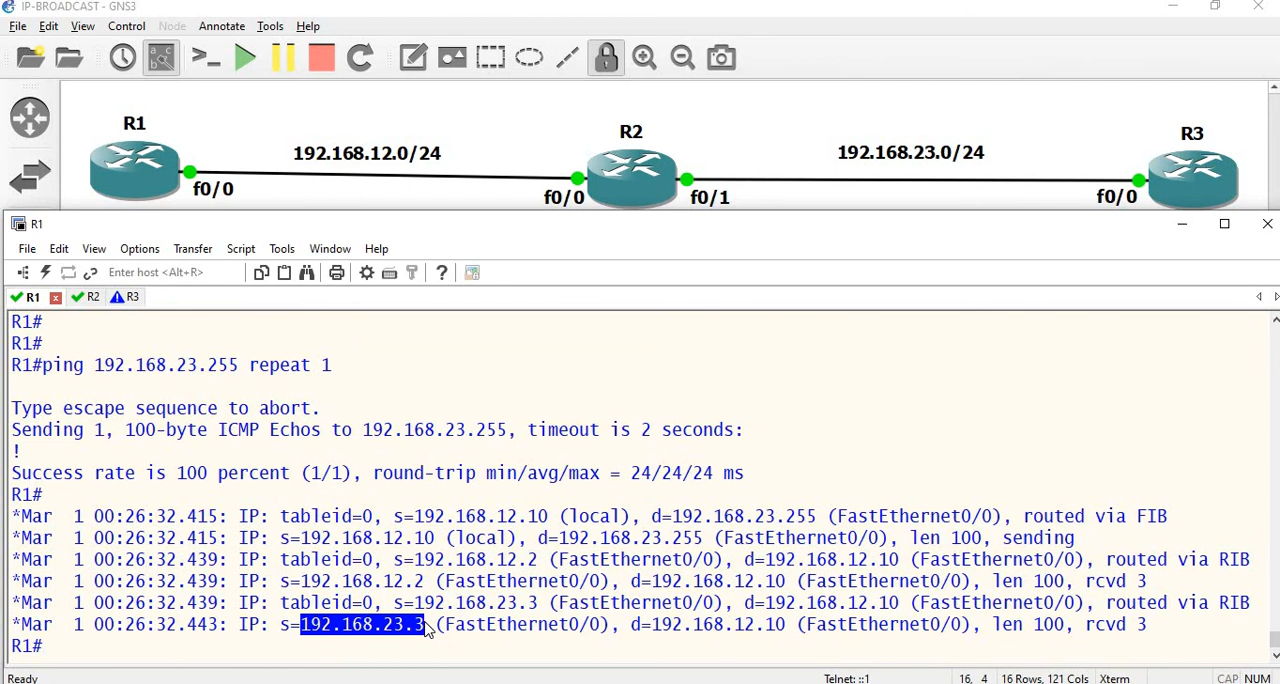 IP-BROADCAST - GNS3
File Edit View Control Node Annotate Tools Help
R1
192.168.12.0/24
R2
192.168.23.0/24
R3
f0/0
f0/0
f0/1
f0/0
R1
File Edit View Options Transfer Script Tools Window Help
Enter host <Alt+R>
R1 R2 R3
R1#
R1#
R1#ping 192.168.23.255 repeat 1
Type escape sequence to abort.
Sending 1, 100-byte ICMP Echos to 192.168.23.255, timeout is 2 seconds:
!
Success rate is 100 percent (1/1), round-trip min/avg/max = 24/24/24 ms
R1#
*Mar  1 00:26:32.415: IP: tableid=0, s=192.168.12.10 (local), d=192.168.23.255 (FastEthernet0/0), routed via FIB
*Mar  1 00:26:32.415: IP: s=192.168.12.10 (local), d=192.168.23.255 (FastEthernet0/0), len 100, sending
*Mar  1 00:26:32.439: IP: tableid=0, s=192.168.12.2 (FastEthernet0/0), d=192.168.12.10 (FastEthernet0/0), routed via RIB
*Mar  1 00:26:32.439: IP: s=192.168.12.2 (FastEthernet0/0), d=192.168.12.10 (FastEthernet0/0), len 100, rcvd 3
*Mar  1 00:26:32.439: IP: tableid=0, s=192.168.23.3 (FastEthernet0/0), d=192.168.12.10 (FastEthernet0/0), routed via RIB
*Mar  1 00:26:32.443: IP: s=192.168.23.3 (FastEthernet0/0), d=192.168.12.10 (FastEthernet0/0), len 100, rcvd 3
R1#
Ready Telnet: ::1 16, 4 16 Rows, 121 Cols Xterm CAP NUM